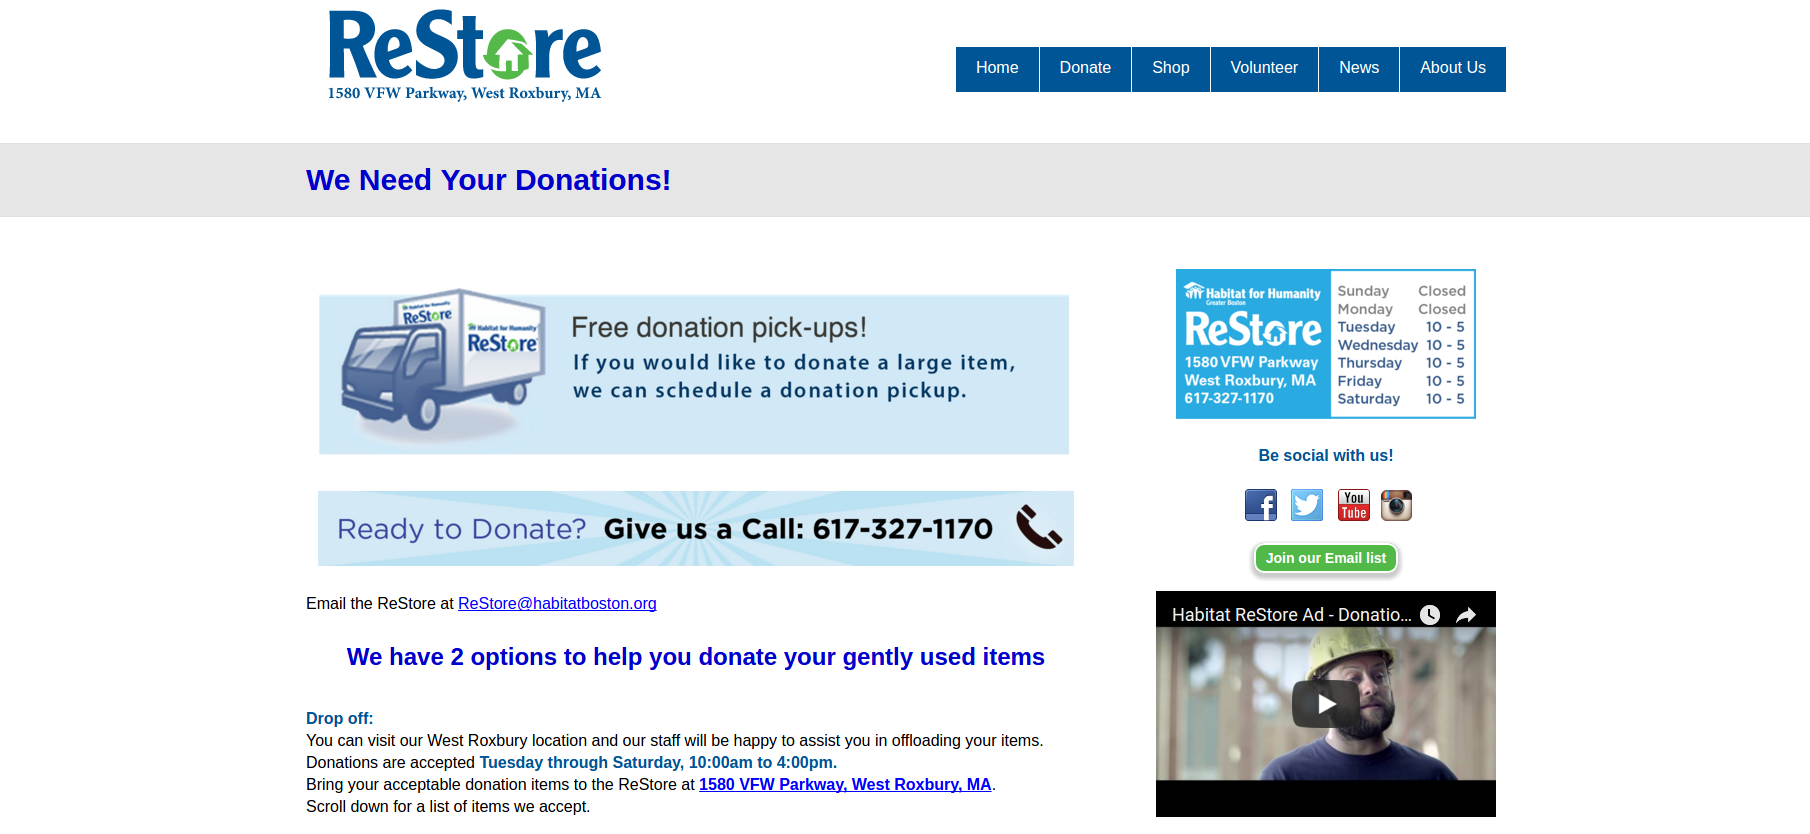 ReStore
1580 VFW Parkway, West Roxbury, MA
Home
Donate
Shop
Volunteer
News
About Us
We Need Your Donations!
Habitat for Humanity
ReStore
Habitat for Humanity
ReStore
Free donation pick-ups!
If you would like to donate a large item,
we can schedule a donation pickup.
Ready to Donate? Give us a Call: 617-327-1170
Email the ReStore at ReStore@habitatboston.org
We have 2 options to help you donate your gently used items
Drop off:
You can visit our West Roxbury location and our staff will be happy to assist you in offloading your items.
Donations are accepted Tuesday through Saturday, 10:00am to 4:00pm.
Bring your acceptable donation items to the ReStore at 1580 VFW Parkway, West Roxbury, MA.
Scroll down for a list of items we accept.
Habitat for Humanity
Greater Boston
ReStore
1580 VFW Parkway
West Roxbury, MA
617-327-1170
Sunday Closed
Monday Closed
Tuesday 10 - 5
Wednesday 10 - 5
Thursday 10 - 5
Friday 10 - 5
Saturday 10 - 5
Be social with us!
You
Tube
Join our Email list
Habitat ReStore Ad - Donatio...